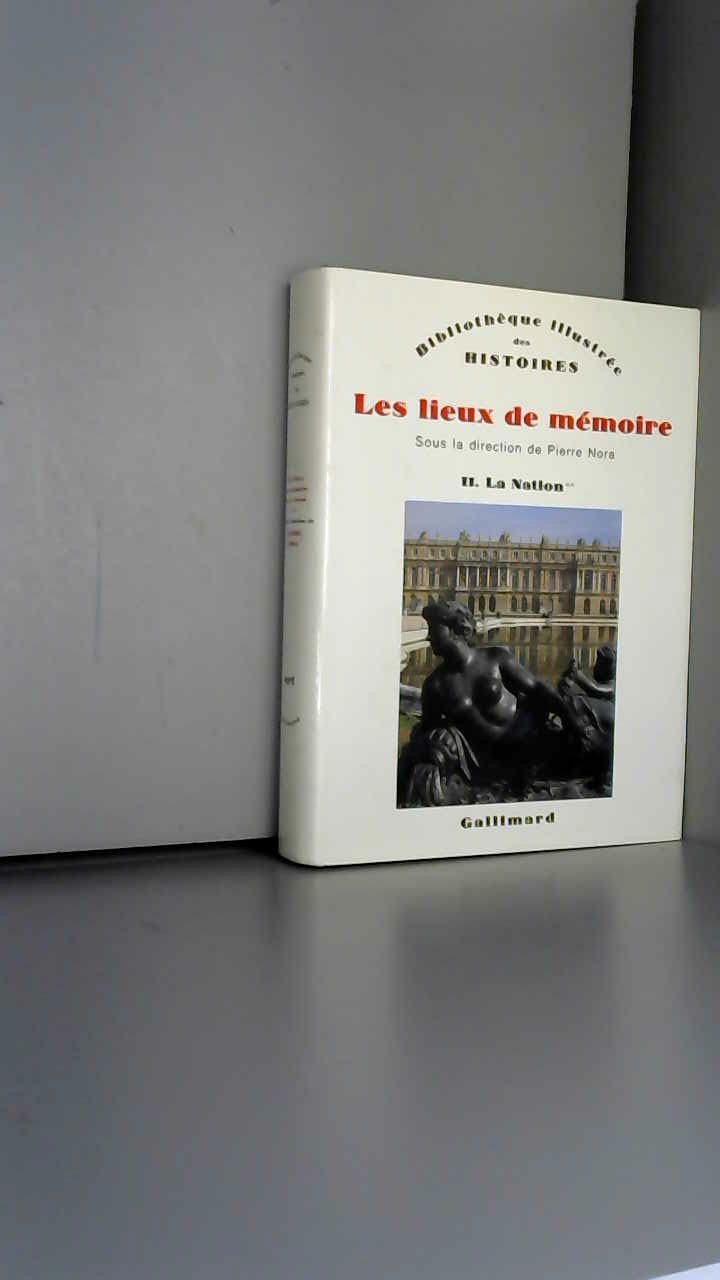 Bibliothèque Illustrée
des
HISTOIRES
Les lieux de mémoire
Sous la direction de Pierre Nora
II. La Nation**
Gallimard